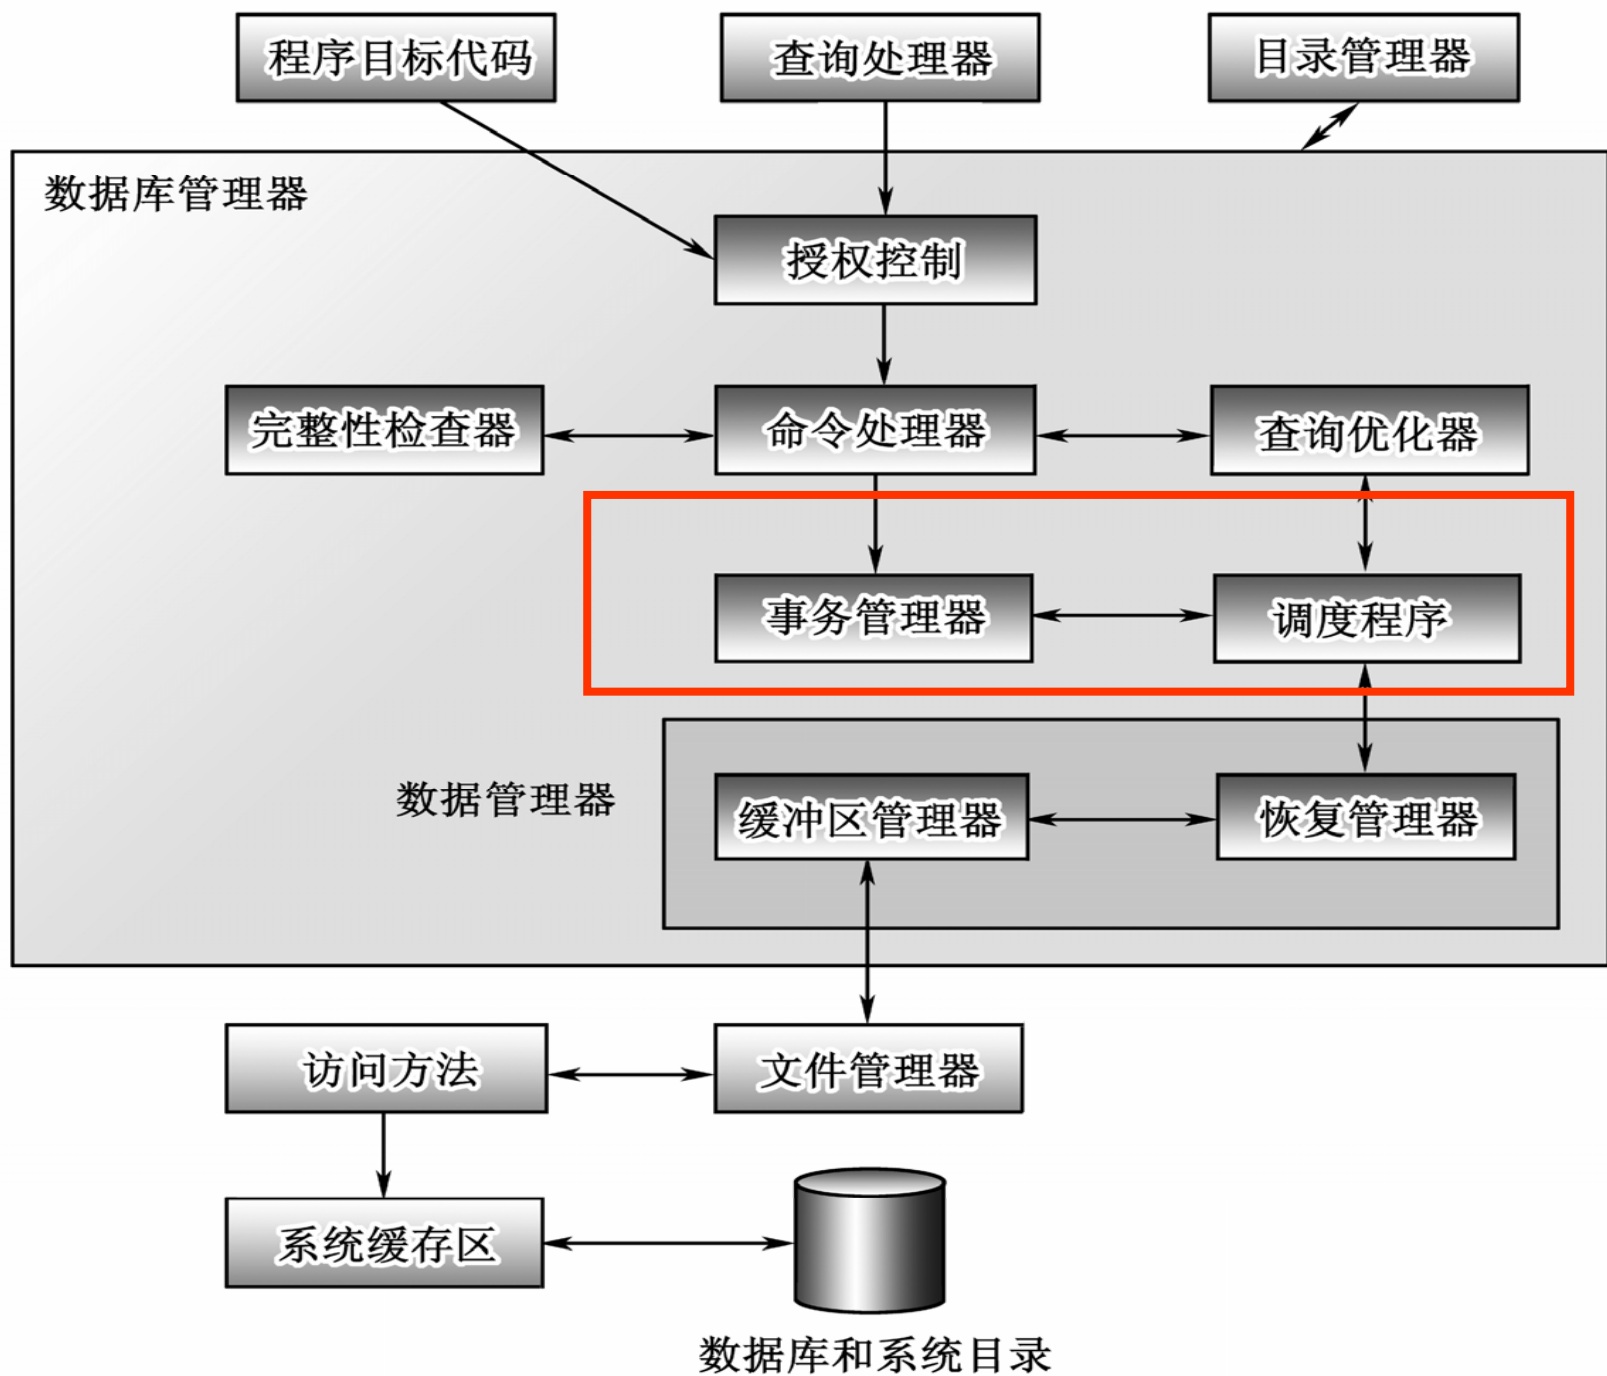 程序目标代码
查询处理器
目录管理器
数据库管理器
授权控制
完整性检查器
命令处理器
查询优化器
事务管理器
调度程序
数据管理器
缓冲区管理器
恢复管理器
访问方法
文件管理器
系统缓存区
数据库和系统目录